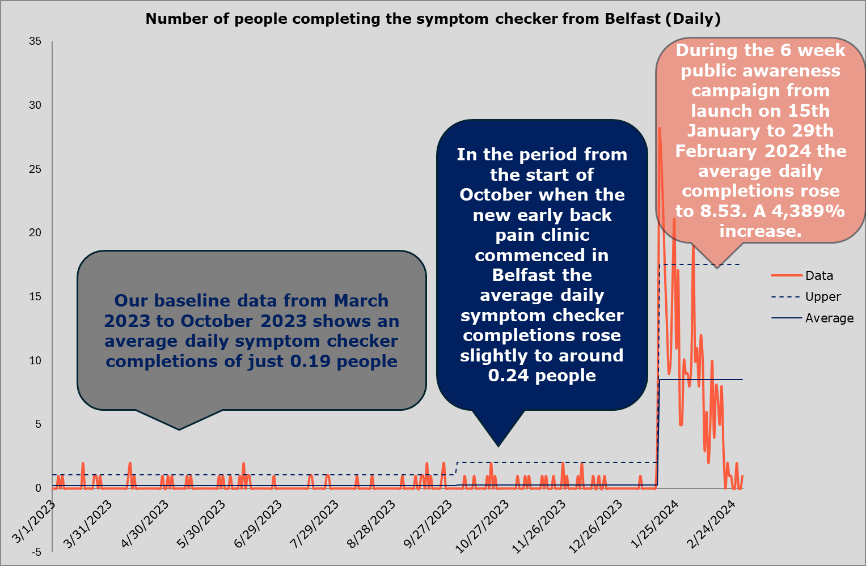 Number of people completing the symptom checker from Belfast (Daily)
35
30
25
20
15
10
5
0
-5
Our baseline data from March
2023 to October 2023 shows an
average daily symptom checker
completions of just 0.19 people
In the period from
the start of
October when the
new early back
pain clinic
commenced in
Belfast the
average daily
symptom checker
completions rose
slightly to around
0.24 people
During the 6 week
public awareness
campaign from
launch on 15th
January to 29th
February 2024 the
average daily
completions rose
to 8.53. A 4,389%
increase.
Data
Upper
Average
3/1/2023
3/31/2023
4/30/2023
5/30/2023
6/29/2023
7/29/2023
8/28/2023
9/27/2023
10/27/2023
11/26/2023
12/26/2023
1/25/2024
2/24/2024